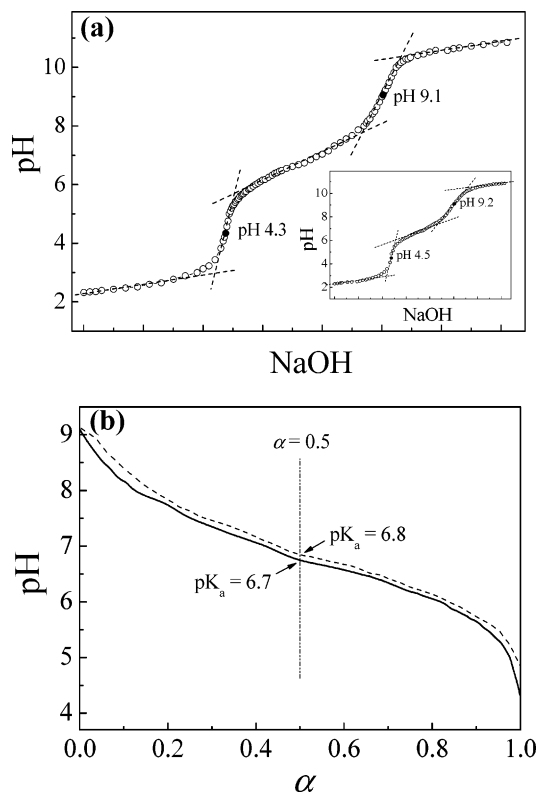 (a)
10
8
6
4
2
pH
pH 9.1
pH 4.3
NaOH
10
8
6
4
2
pH
pH 9.2
pH 4.5
NaOH
(b)
9
8
7
6
5
4
pH
α = 0.5
pKa = 6.8
pKa = 6.7
0.0 0.2 0.4 0.6 0.8 1.0
α